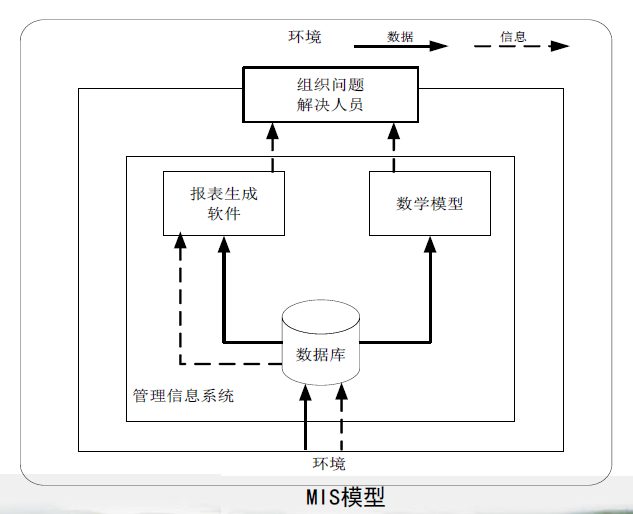 环境
数据
信息
组织问题
解决人员
报表生成
软件
数学模型
数据库
管理信息系统
环境
MIS模型